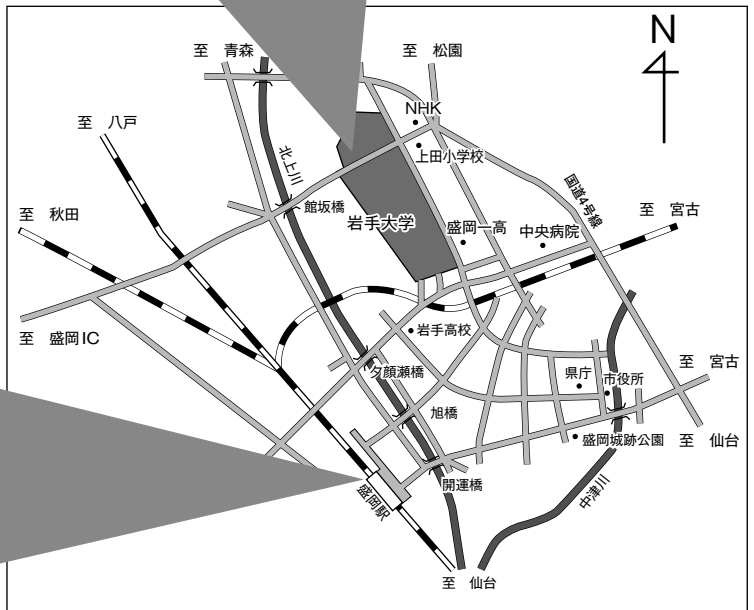 至 青森
至 松園
N
NHK
至 八戸
上田小学校
北上川
国道4号線
館坂橋
至 秋田
岩手大学
盛岡一高
中央病院
至 宮古
岩手高校
至 盛岡IC
夕顔瀬橋
県庁
市役所
至 宮古
旭橋
盛岡城跡公園
至 仙台
開運橋
盛岡駅
中津川
至 仙台